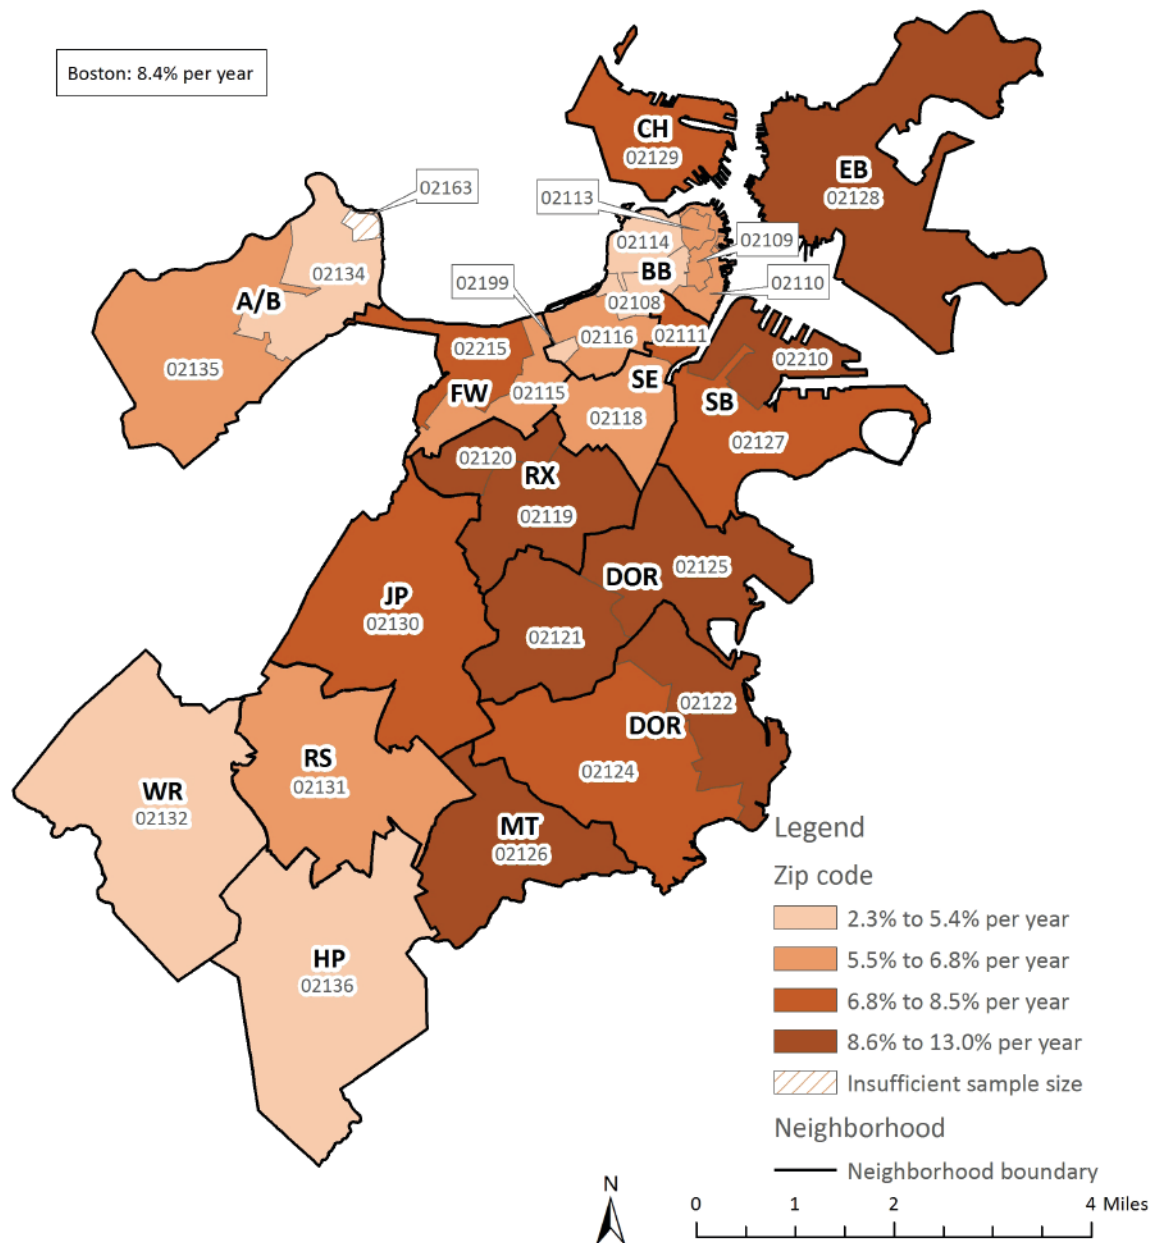 Boston: 8.4% per year
CH
02129
EB
02128
02163
02113
02114
02109
BB
02199
02110
02134
A/B
02108
02116
02111
02215
02210
02135
SE
FW
02115
SB
02118
02127
02120
RX
02119
DOR
02125
JP
02130
02121
02122
DOR
RS
02131
02124
WR
02132
MT
02126
HP
02136
Legend
Zip code
2.3% to 5.4% per year
5.5% to 6.8% per year
6.8% to 8.5% per year
8.6% to 13.0% per year
Insufficient sample size
Neighborhood
Neighborhood boundary
N
0 1 2 4 Miles